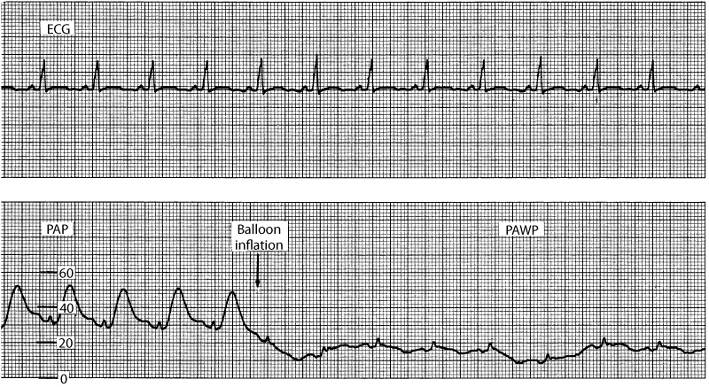 ECG
PAP
Balloon
inflation
PAWP
60
40
20
0